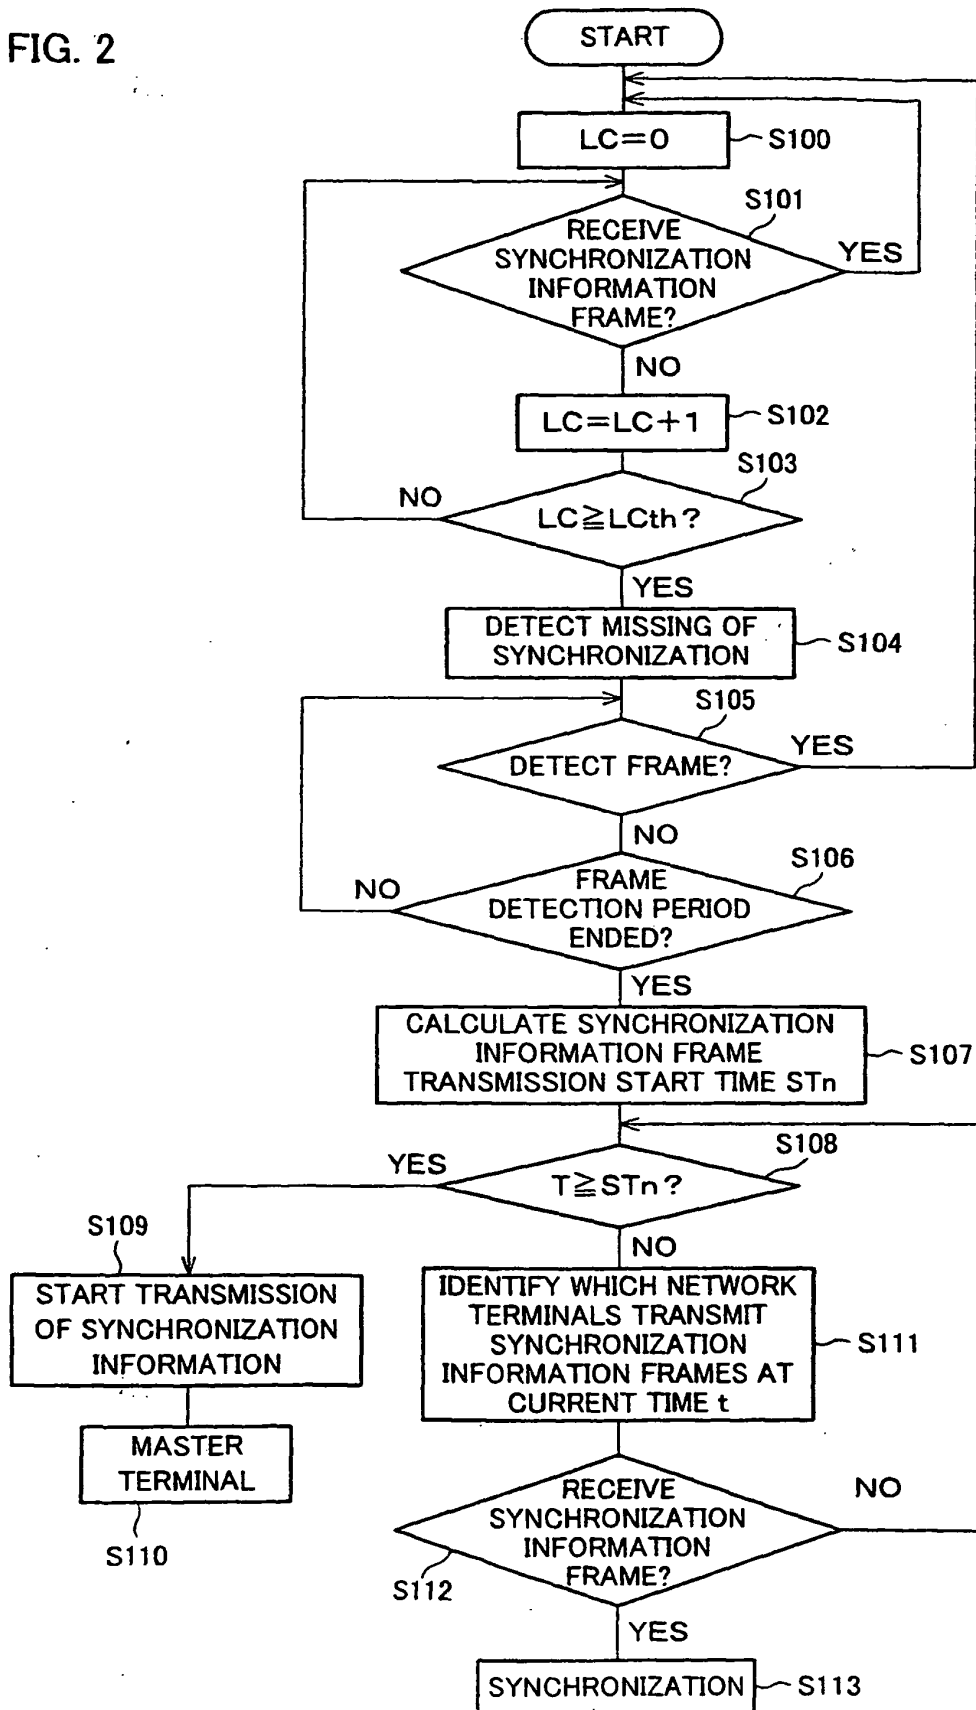 FIG. 2
START
LC=0
S100
S101
RECEIVE
SYNCHRONIZATION
INFORMATION
FRAME?
YES
NO
LC=LC+1
S102
S103
NO
LC≧LCth?
YES
DETECT MISSING OF
SYNCHRONIZATION
S104
S105
DETECT FRAME?
YES
NO
S106
NO
FRAME
DETECTION PERIOD
ENDED?
YES
CALCULATE SYNCHRONIZATION
INFORMATION FRAME
TRANSMISSION START TIME STn
S107
S108
YES
T≧STn?
NO
S109
START TRANSMISSION
OF SYNCHRONIZATION
INFORMATION
MASTER
TERMINAL
S110
IDENTIFY WHICH NETWORK
TERMINALS TRANSMIT
SYNCHRONIZATION
INFORMATION FRAMES AT
CURRENT TIME t
S111
RECEIVE
SYNCHRONIZATION
INFORMATION
FRAME?
NO
S112
YES
SYNCHRONIZATION
S113